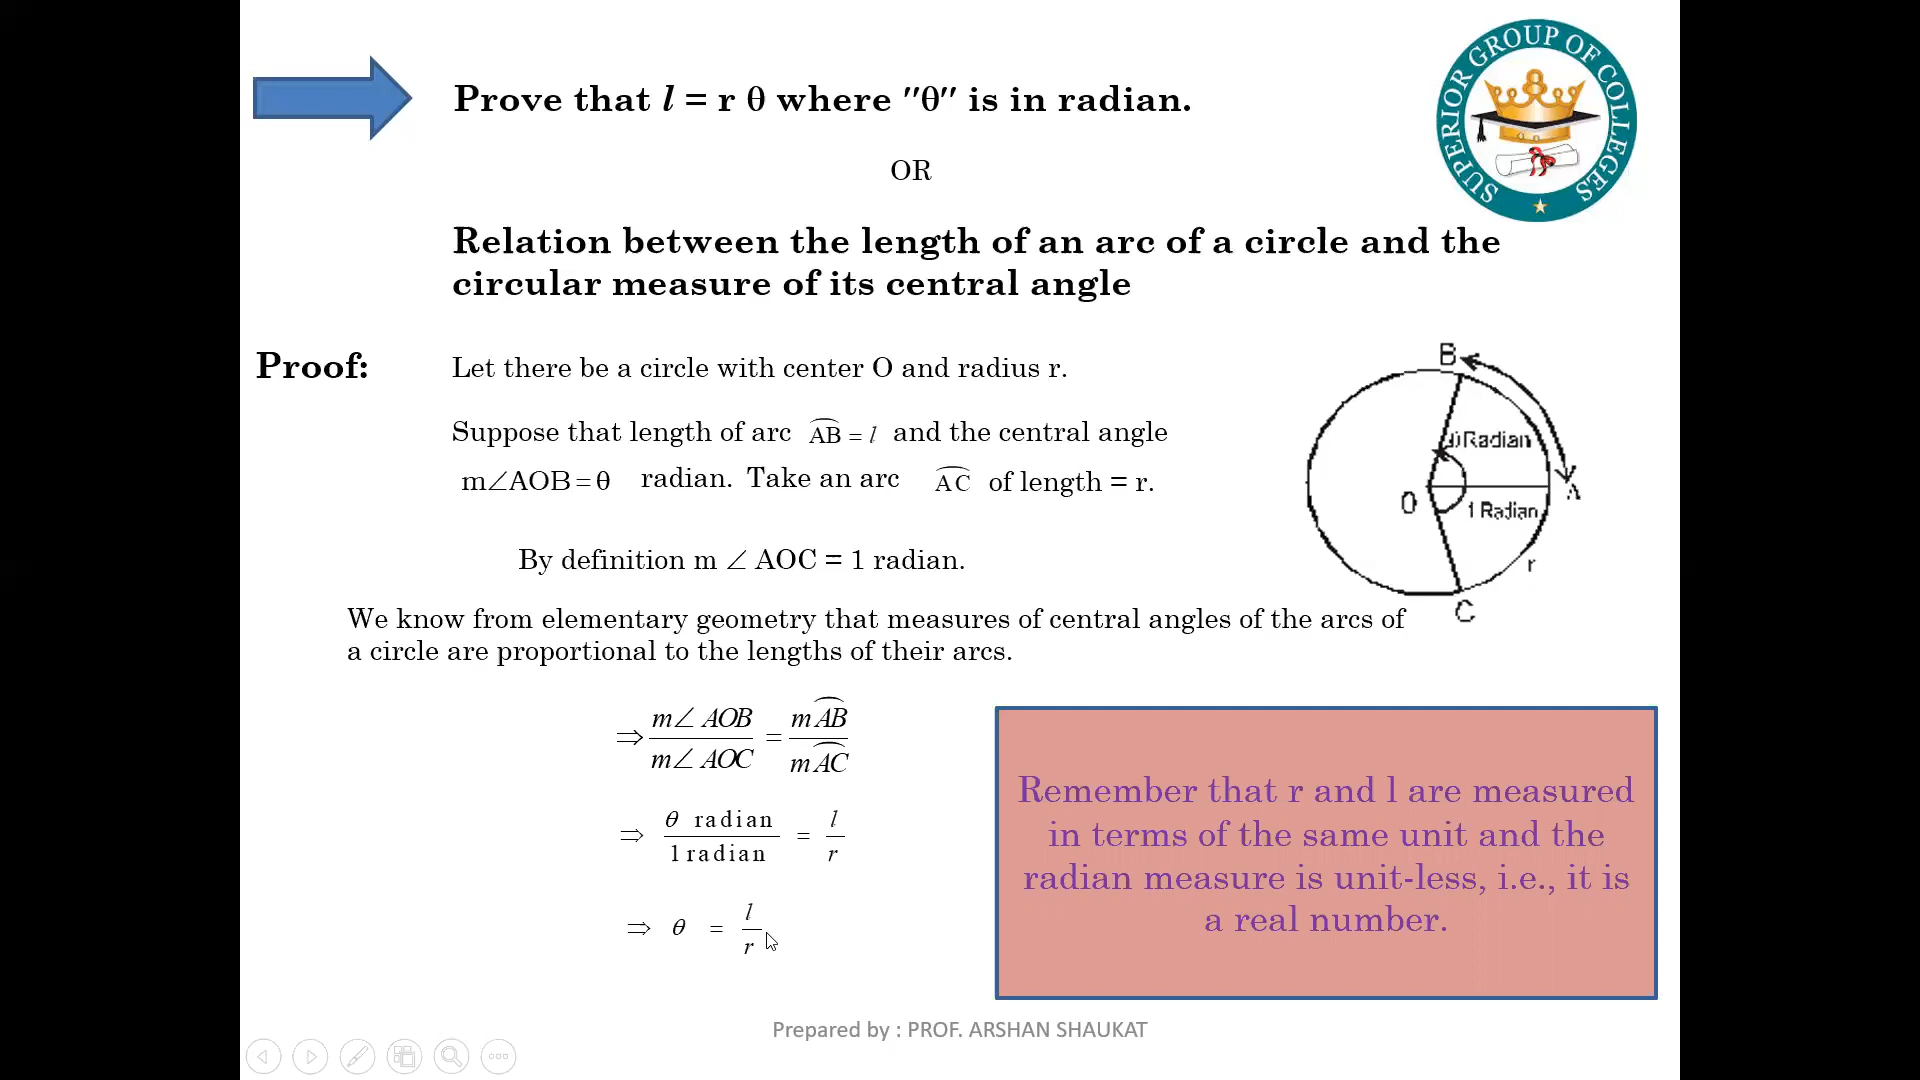 Prove that l = r θ where "θ" is in radian.
SUPERIOR GROUP OF COLLEGES
OR
Relation between the length of an arc of a circle and the
circular measure of its central angle
Proof:
Let there be a circle with center O and radius r.
Suppose that length of arc A͡B = l and the central angle
m∠AOB = θ radian. Take an arc A͡C of length = r.
By definition m ∠ AOC = 1 radian.
B
θ Radian
A
O
1 Radian
r
C
We know from elementary geometry that measures of central angles of the arcs of
a circle are proportional to the lengths of their arcs.
⇒ m∠ AOB / m∠ AOC = m A͡B / m A͡C
⇒ θ radian / 1 radian = l / r
⇒ θ = l / r
Remember that r and l are measured
in terms of the same unit and the
radian measure is unit-less, i.e., it is
a real number.
Prepared by : PROF. ARSHAN SHAUKAT